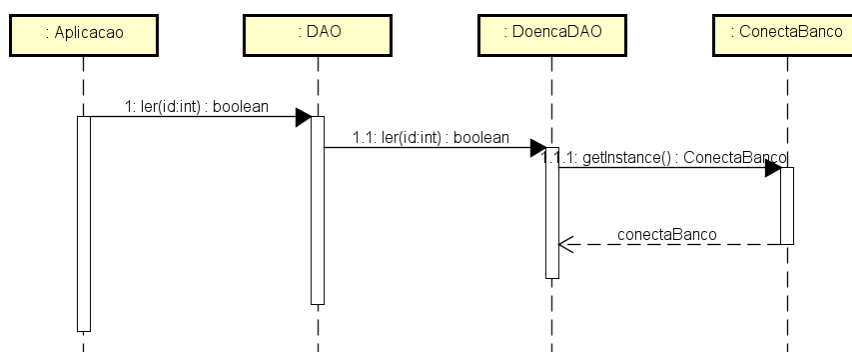 : Aplicacao
: DAO
: DoencaDAO
: ConectaBanco
1: ler(id:int) : boolean
1.1: ler(id:int) : boolean
1.1.1: getInstance() : ConectaBanco
conectaBanco